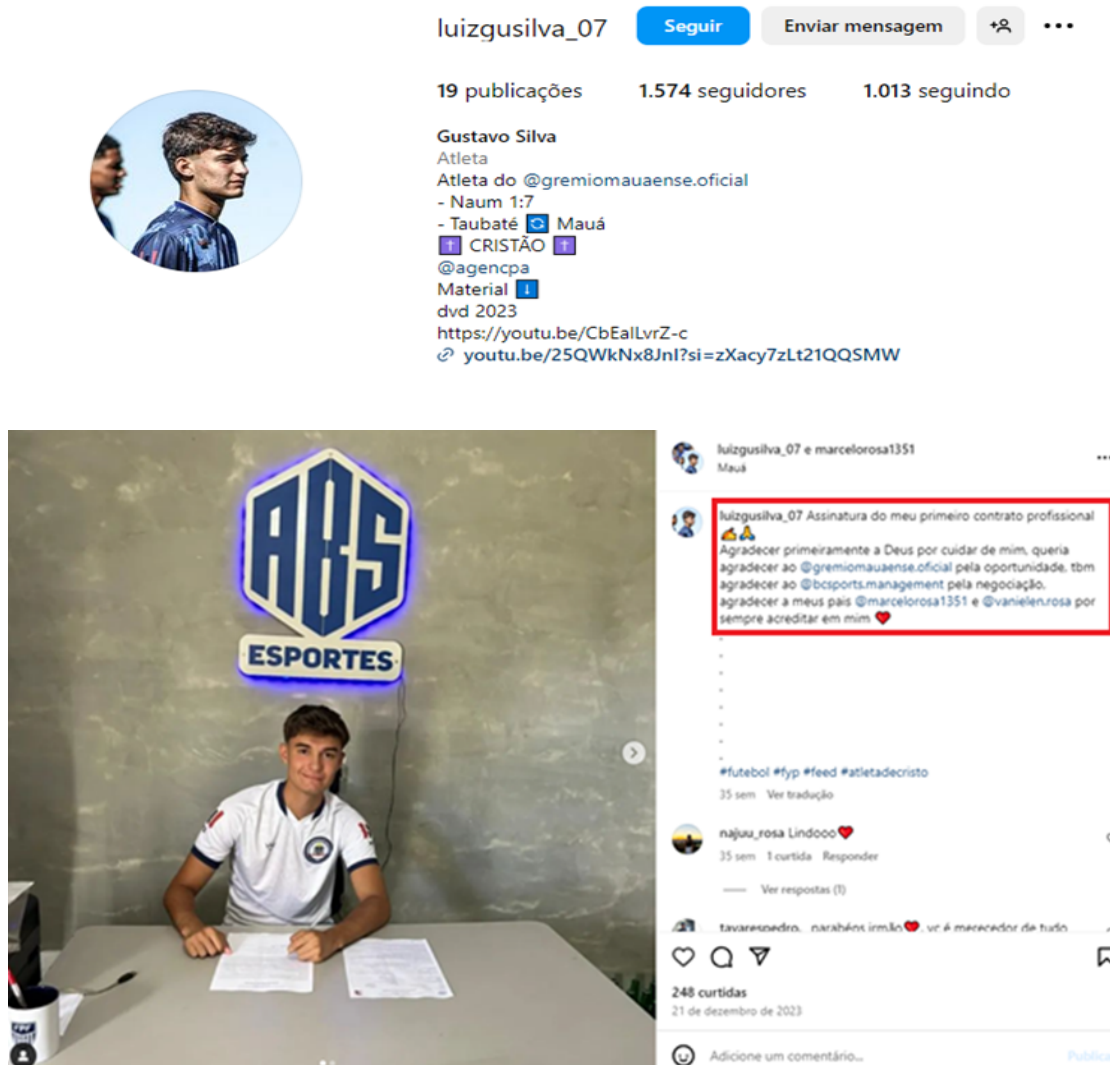 luizgusilva_07 Seguir Enviar mensagem
19 publicações 1.574 seguidores 1.013 seguindo
Gustavo Silva
Atleta
Atleta do @gremiomauaense.oficial
- Naum 1:7
- Taubaté 🔄 Mauá
✝️ CRISTÃO ✝️
@agencpa
Material ⬇️
dvd 2023
https://youtu.be/CbEalLvrZ-c
youtu.be/25QWkNx8JnI?si=zXacy7zLt21QQSMW
ABS
ESPORTES
FPF
luizgusilva_07 e marcelorosa1351
Mauá
luizgusilva_07 Assinatura do meu primeiro contrato profissional
✍️🙏
Agradecer primeiramente a Deus por cuidar de mim, queria
agradecer ao @gremiomauaense.oficial pela oportunidade, tbm
agradecer ao @bcsports.management pela negociação,
agradecer a meus pais @marcelorosa1351 e @vanielen.rosa por
sempre acreditar em mim ❤️
.
.
.
.
.
.
.
.
#futebol #fyp #feed #atletadecristo
35 sem Ver tradução
najuu_rosa Lindooo❤️
35 sem 1 curtida Responder
Ver respostas (1)
tavarespedro_ parabéns irmão❤️, vc é merecedor de tudo
248 curtidas
21 de dezembro de 2023
Adicione um comentário... Publicar